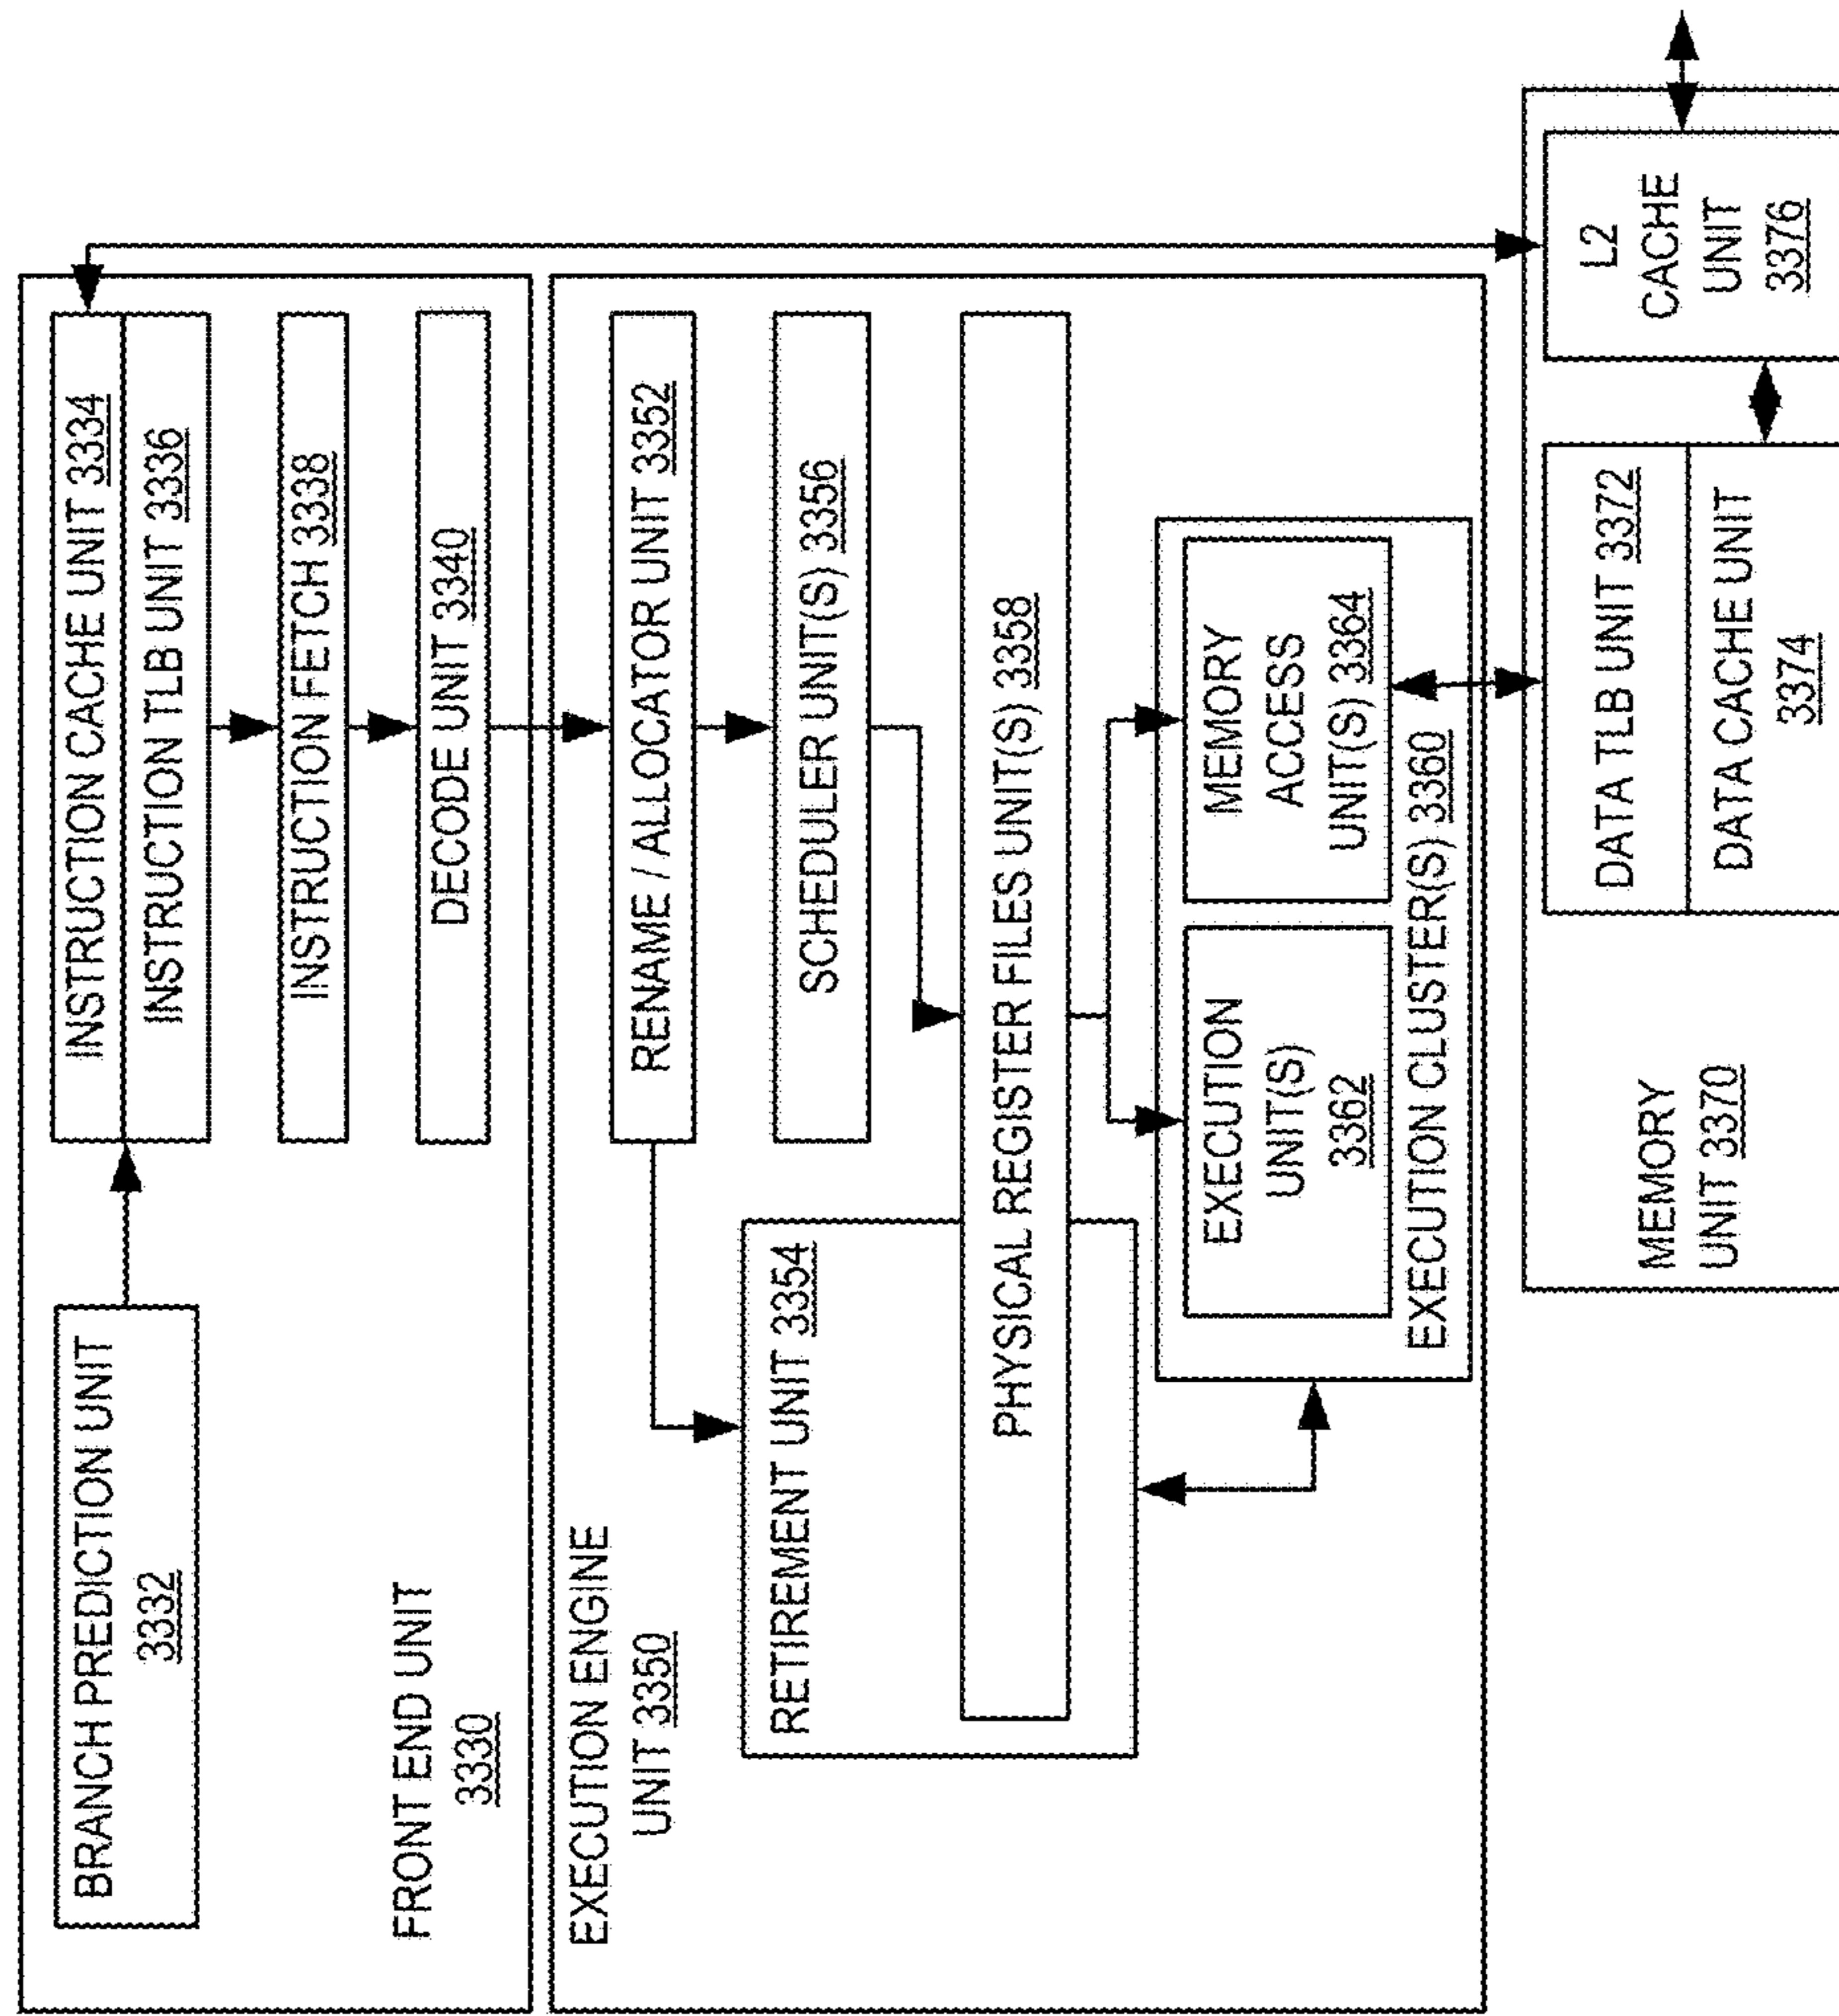 BRANCH PREDICTION UNIT
3332
INSTRUCTION CACHE UNIT 3334
INSTRUCTION TLB UNIT 3336
INSTRUCTION FETCH 3338
DECODE UNIT 3340
FRONT END UNIT
3330
EXECUTION ENGINE
UNIT 3350
RENAME / ALLOCATOR UNIT 3352
RETIREMENT UNIT 3354
SCHEDULER UNIT(S) 3356
PHYSICAL REGISTER FILES UNIT(S) 3358
EXECUTION
UNIT(S)
3362
MEMORY
ACCESS
UNIT(S) 3364
EXECUTION CLUSTER(S) 3360
MEMORY
UNIT 3370
DATA TLB UNIT 3372
DATA CACHE UNIT
3374
L2
CACHE
UNIT
3376